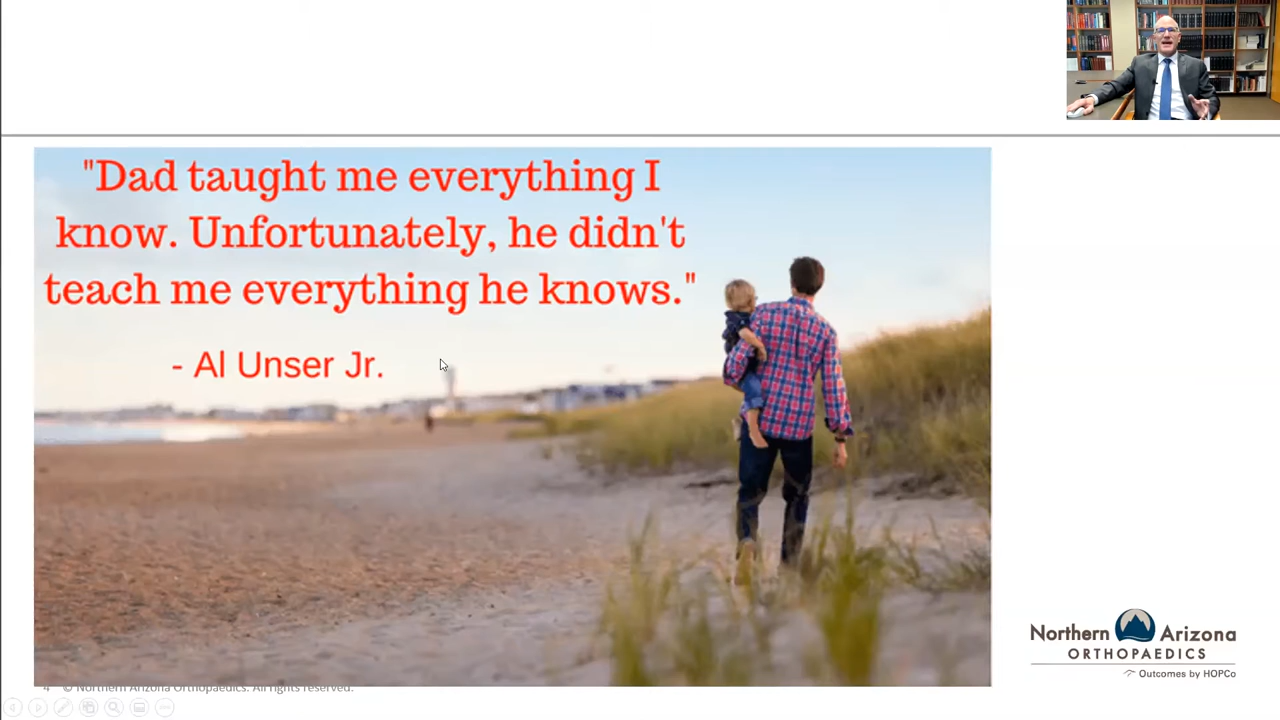 "Dad taught me everything I
know. Unfortunately, he didn't
teach me everything he knows."
- Al Unser Jr.
Northern Arizona
ORTHOPAEDICS
Outcomes by HOPCo
4 © Northern Arizona Orthopaedics. All rights reserved.